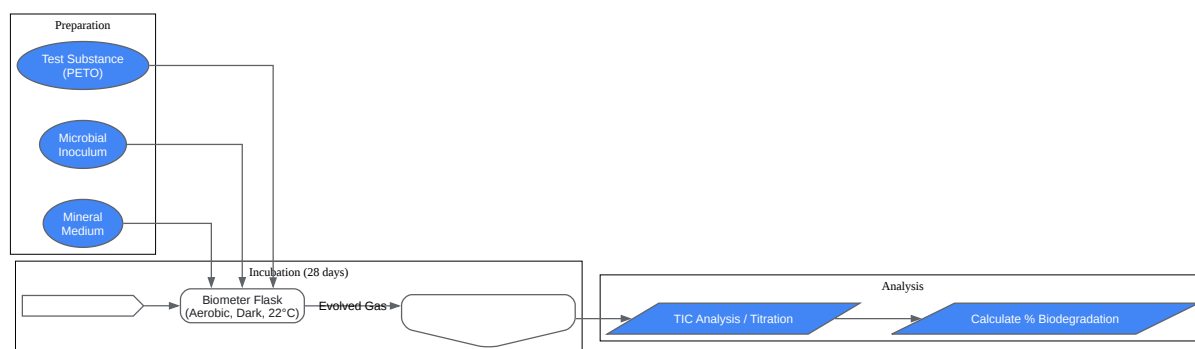 Preparation
Test Substance
(PETO)
Microbial
Inoculum
Mineral
Medium
Incubation (28 days)
Biometer Flask
(Aerobic, Dark, 22°C)
Evolved Gas
Analysis
TIC Analysis / Titration
Calculate % Biodegradation